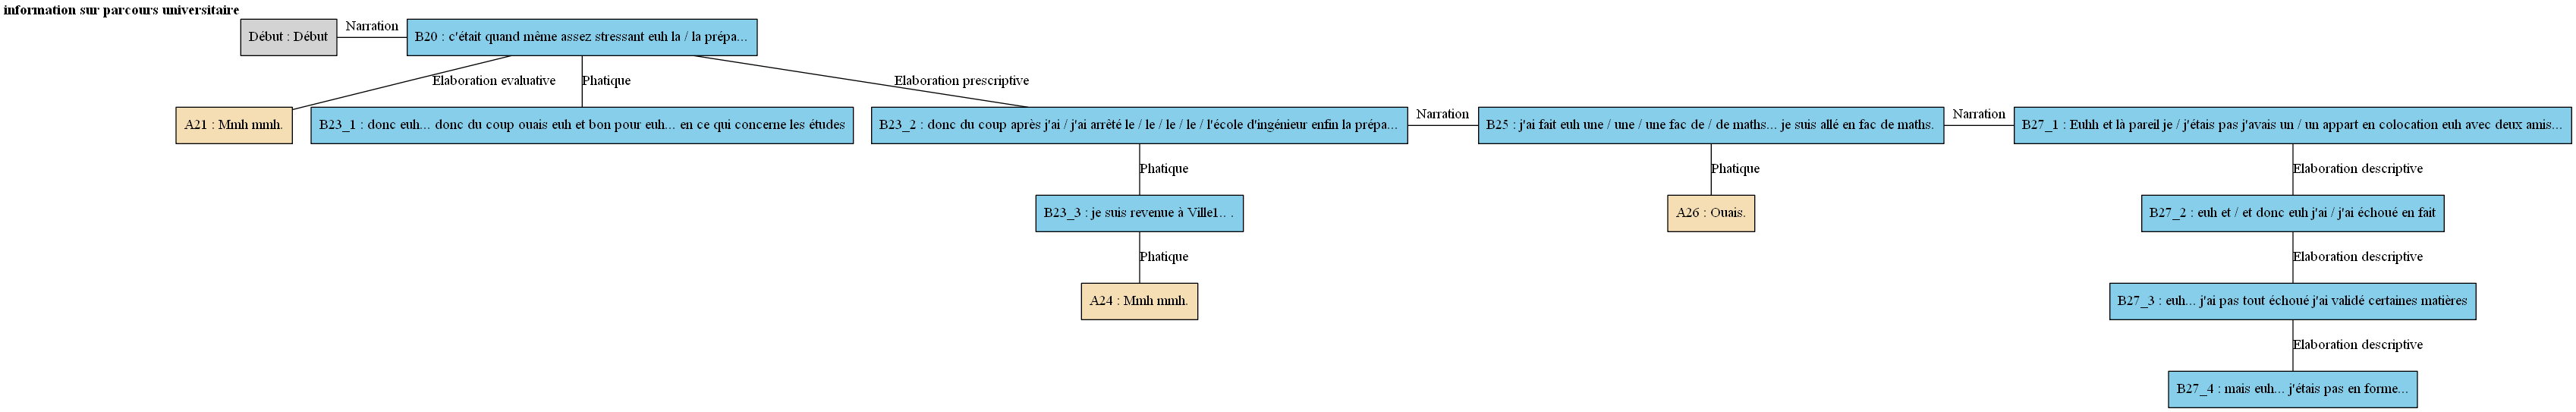 information sur parcours universitaire
Début : Début
Narration
B20 : c'était quand même assez stressant euh la / la prépa...
Elaboration evaluative
Phatique
Elaboration prescriptive
A21 : Mmh mmh.
B23_1 : donc euh... donc du coup ouais euh et bon pour euh... en ce qui concerne les études
B23_2 : donc du coup après j'ai / j'ai arrêté le / le / le / le / l'école d'ingénieur enfin la prépa...
Narration
B25 : j'ai fait euh une / une / une fac de / de maths... je suis allé en fac de maths.
Narration
B27_1 : Euhh et là pareil je / j'étais pas j'avais un / un appart en colocation euh avec deux amis...
Phatique
Phatique
Elaboration descriptive
B23_3 : je suis revenue à Ville1.. .
A26 : Ouais.
B27_2 : euh et / et donc euh j'ai / j'ai échoué en fait
Phatique
Elaboration descriptive
A24 : Mmh mmh.
B27_3 : euh... j'ai pas tout échoué j'ai validé certaines matières
Elaboration descriptive
B27_4 : mais euh... j'étais pas en forme...